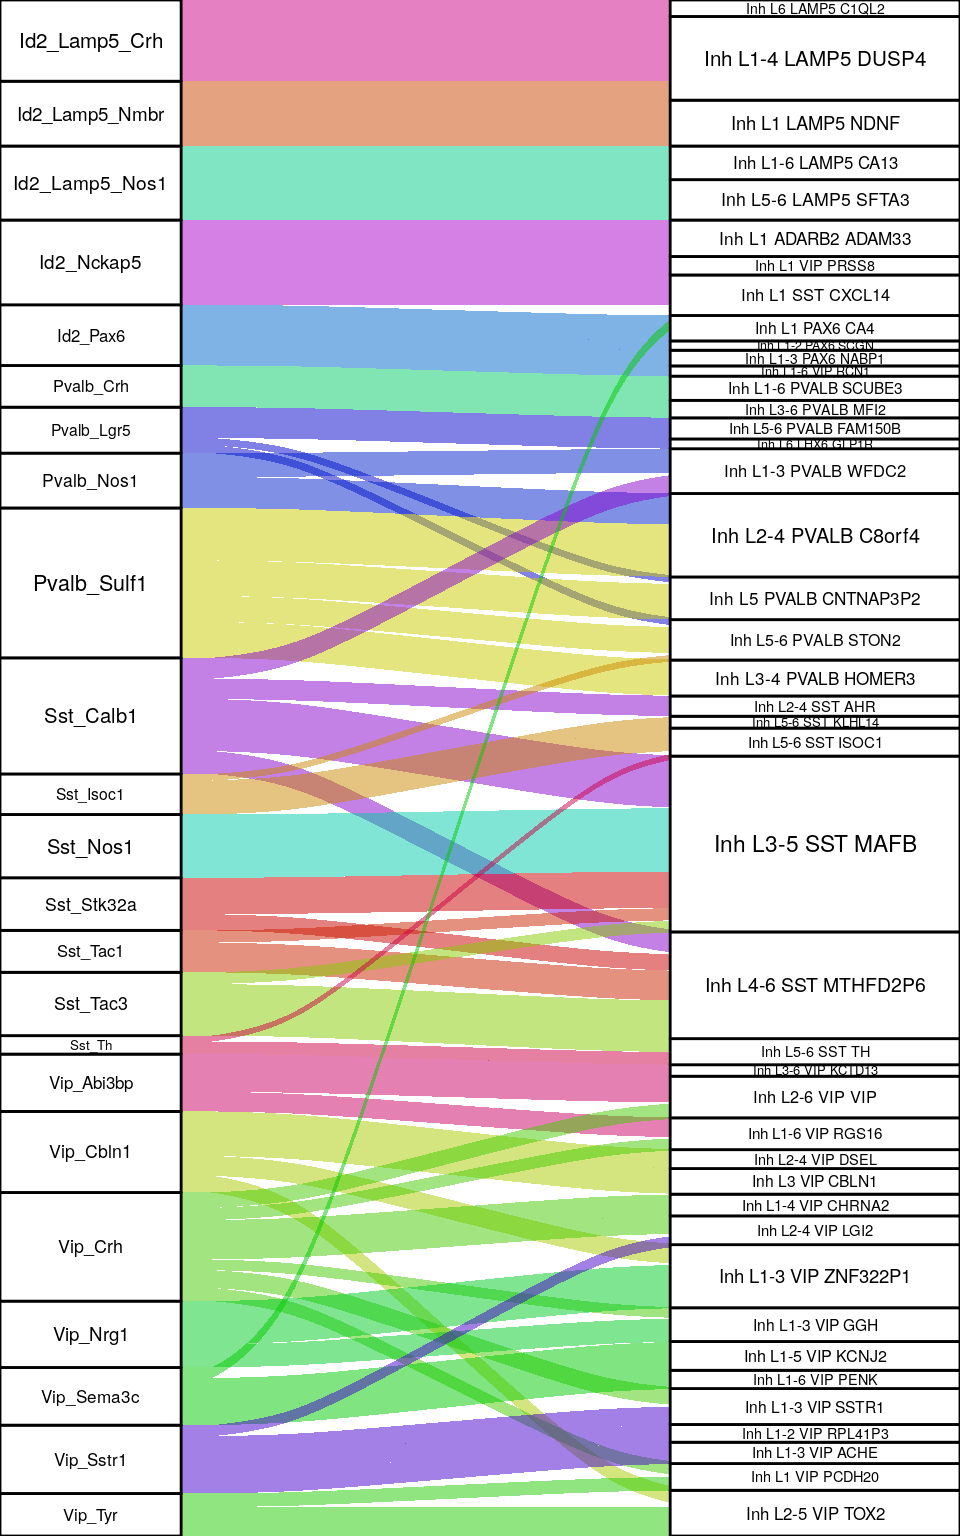 Id2_Lamp5_Crh
Id2_Lamp5_Nmbr
Id2_Lamp5_Nos1
Id2_Nckap5
Id2_Pax6
Pvalb_Crh
Pvalb_Lgr5
Pvalb_Nos1
Pvalb_Sulf1
Sst_Calb1
Sst_Isoc1
Sst_Nos1
Sst_Stk32a
Sst_Tac1
Sst_Tac3
Sst_Th
Vip_Abi3bp
Vip_Cbln1
Vip_Crh
Vip_Nrg1
Vip_Sema3c
Vip_Sstr1
Vip_Tyr
Inh L6 LAMP5 C1QL2
Inh L1-4 LAMP5 DUSP4
Inh L1 LAMP5 NDNF
Inh L1-6 LAMP5 CA13
Inh L5-6 LAMP5 SFTA3
Inh L1 ADARB2 ADAM33
Inh L1 VIP PRSS8
Inh L1 SST CXCL14
Inh L1 PAX6 CA4
Inh L1-2 PAX6 SCGN
Inh L1-3 PAX6 NABP1
Inh L1-6 VIP RCN1
Inh L1-6 PVALB SCUBE3
Inh L3-6 PVALB MFI2
Inh L5-6 PVALB FAM150B
Inh L6 LHX6 GLP1R
Inh L1-3 PVALB WFDC2
Inh L2-4 PVALB C8orf4
Inh L5 PVALB CNTNAP3P2
Inh L5-6 PVALB STON2
Inh L3-4 PVALB HOMER3
Inh L2-4 SST AHR
Inh L5-6 SST KLHL14
Inh L5-6 SST ISOC1
Inh L3-5 SST MAFB
Inh L4-6 SST MTHFD2P6
Inh L5-6 SST TH
Inh L3-6 VIP KCTD13
Inh L2-6 VIP VIP
Inh L1-6 VIP RGS16
Inh L2-4 VIP DSEL
Inh L3 VIP CBLN1
Inh L1-4 VIP CHRNA2
Inh L2-4 VIP LGI2
Inh L1-3 VIP ZNF322P1
Inh L1-3 VIP GGH
Inh L1-5 VIP KCNJ2
Inh L1-6 VIP PENK
Inh L1-3 VIP SSTR1
Inh L1-2 VIP RPL41P3
Inh L1-3 VIP ACHE
Inh L1 VIP PCDH20
Inh L2-5 VIP TOX2